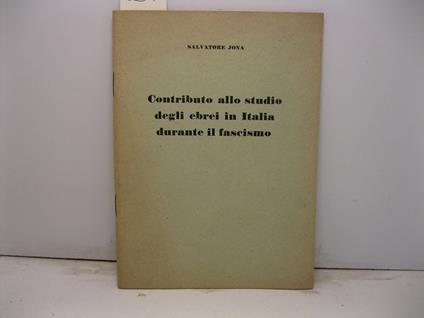 SALVATORE JONA
Contributo allo studio
degli ebrei in Italia
durante il fascismo